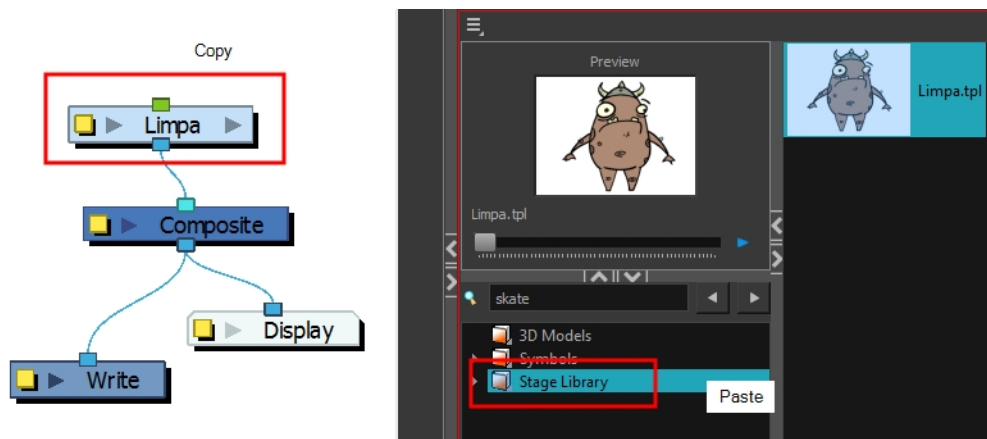 Copy
Limpa
Composite
Display
Write
Preview
Limpa.tpl
Limpa.tpl
skate
3D Models
Symbols
Stage Library
Paste